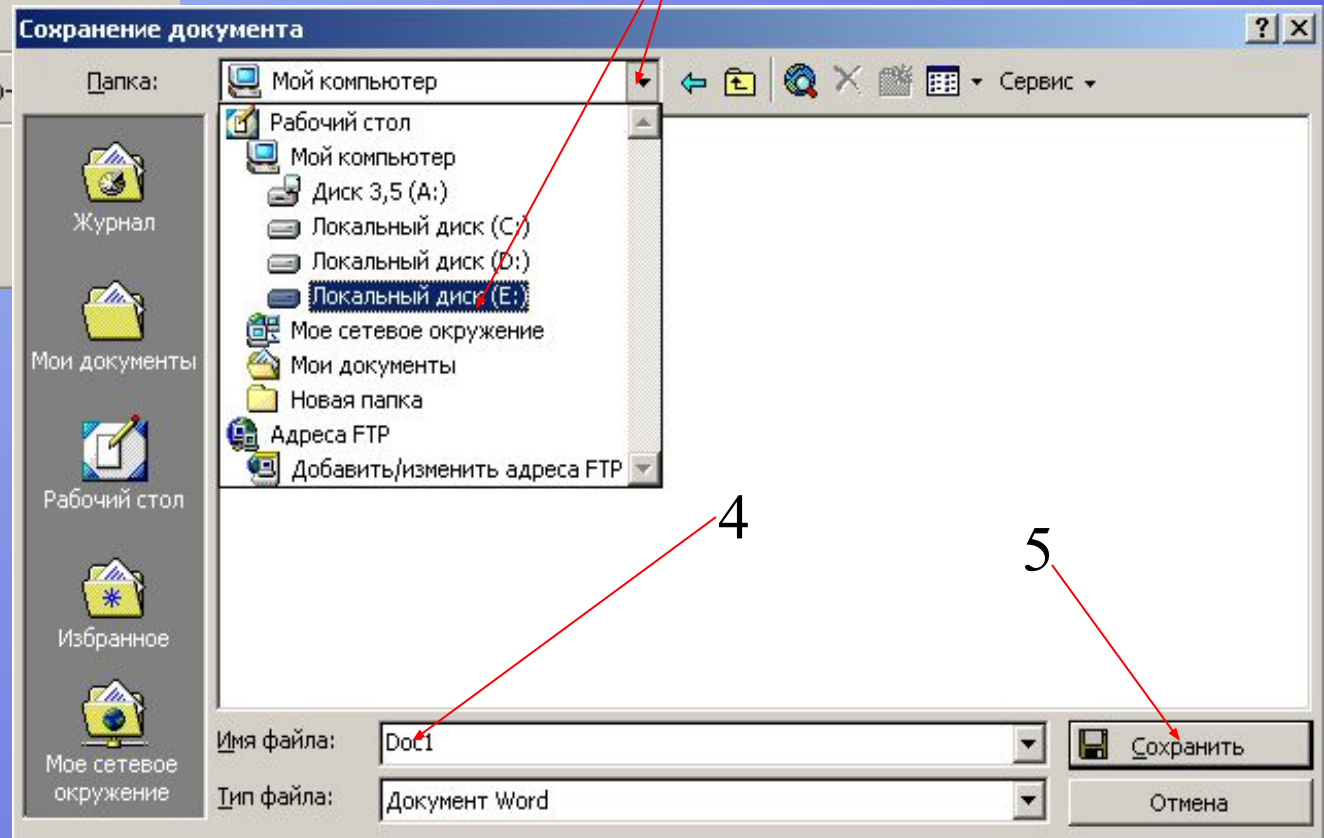 Сохранение документа
Папка:
Мой компьютер
Сервис
Рабочий стол
Мой компьютер
Диск 3,5 (A:)
Локальный диск (C:)
Локальный диск (D:)
Локальный диск (E:)
Мое сетевое окружение
Мои документы
Новая папка
Адреса FTP
Добавить/изменить адреса FTP
Журнал
Мои документы
Рабочий стол
Избранное
Мое сетевое
окружение
4
5
Имя файла:
Doc1
Сохранить
Тип файла:
Документ Word
Отмена